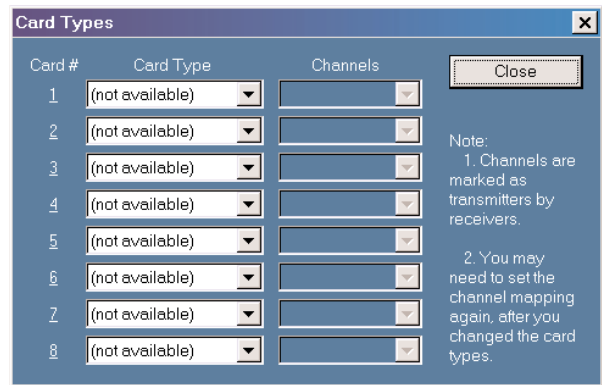 Card Types
Card # Card Type Channels
Close
1 (not available)
2 (not available)
3 (not available)
4 (not available)
5 (not available)
6 (not available)
7 (not available)
8 (not available)
Note:
1. Channels are
marked as
transmitters by
receivers.
2. You may
need to set the
channel mapping
again, after you
changed the card
types.